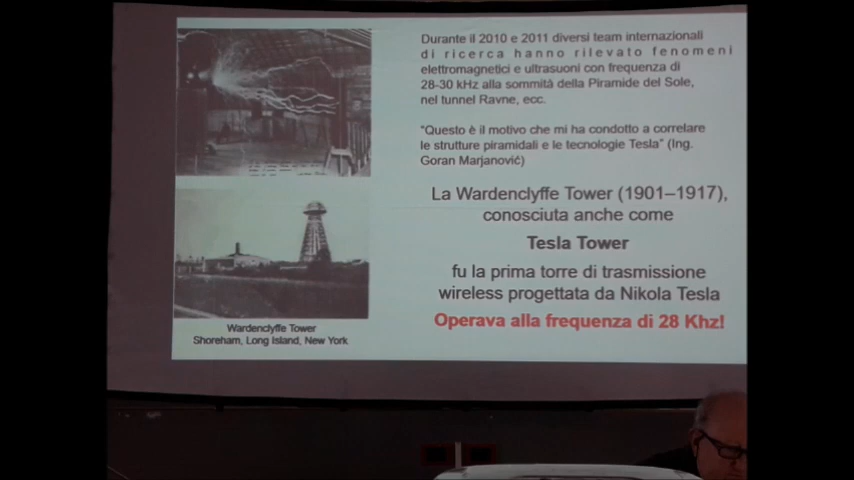 Durante il 2010 e 2011 diversi team internazionali
di ricerca hanno rilevato fenomeni
elettromagnetici e ultrasuoni con frequenza di
28-30 kHz alla sommità della Piramide del Sole,
nel tunnel Ravne, ecc.
"Questo è il motivo che mi ha condotto a correlare
le strutture piramidali e le tecnologie Tesla" (Ing.
Goran Marjanović)
La Wardenclyffe Tower (1901–1917),
conosciuta anche come
Tesla Tower
fu la prima torre di trasmissione
wireless progettata da Nikola Tesla
Operava alla frequenza di 28 Khz!
Wardenclyffe Tower
Shoreham, Long Island, New York